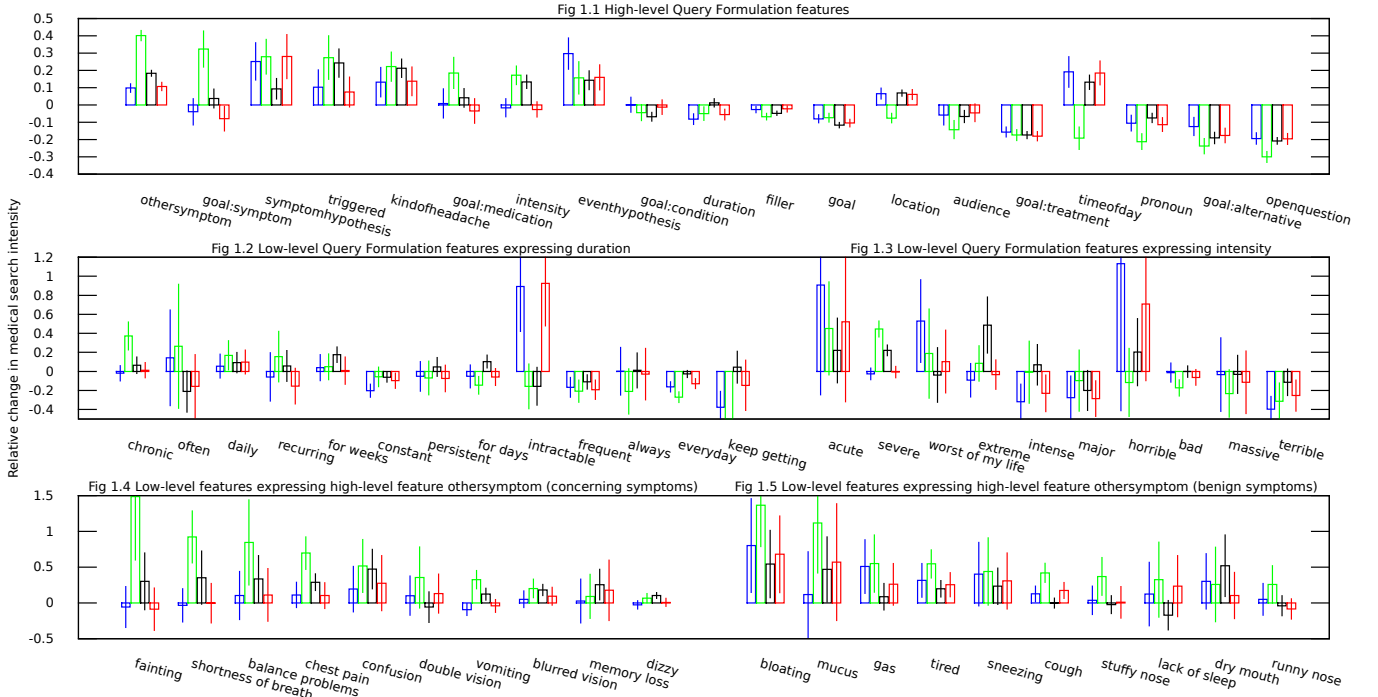 Fig 1.1 High-level Query Formulation features
0.5
0.4
0.3
0.2
0.1
0
-0.1
-0.2
-0.3
-0.4
othersymptom
goal:symptom
symptomhypothesis
triggered
kindofheadache
goal:medication
intensity
eventhypothesis
goal:condition
duration
filler
goal
location
audience
goal:treatment
timeofday
pronoun
goal:alternative
openquestion
Relative change in medical search intensity
Fig 1.2 Low-level Query Formulation features expressing duration
Fig 1.3 Low-level Query Formulation features expressing intensity
1.2
1
0.8
0.6
0.4
0.2
0
-0.2
-0.4
chronic
often
daily
recurring
for weeks
constant
persistent
for days
intractable
frequent
always
everyday
keep getting
acute
severe
worst of my life
extreme
intense
major
horrible
bad
massive
terrible
Fig 1.4 Low-level features expressing high-level feature othersymptom (concerning symptoms)
Fig 1.5 Low-level features expressing high-level feature othersymptom (benign symptoms)
1.5
1
0.5
0
-0.5
fainting
shortness of breath
balance problems
chest pain
confusion
double vision
vomiting
blurred vision
memory loss
dizzy
bloating
mucus
gas
tired
sneezing
cough
stuffy nose
lack of sleep
dry mouth
runny nose